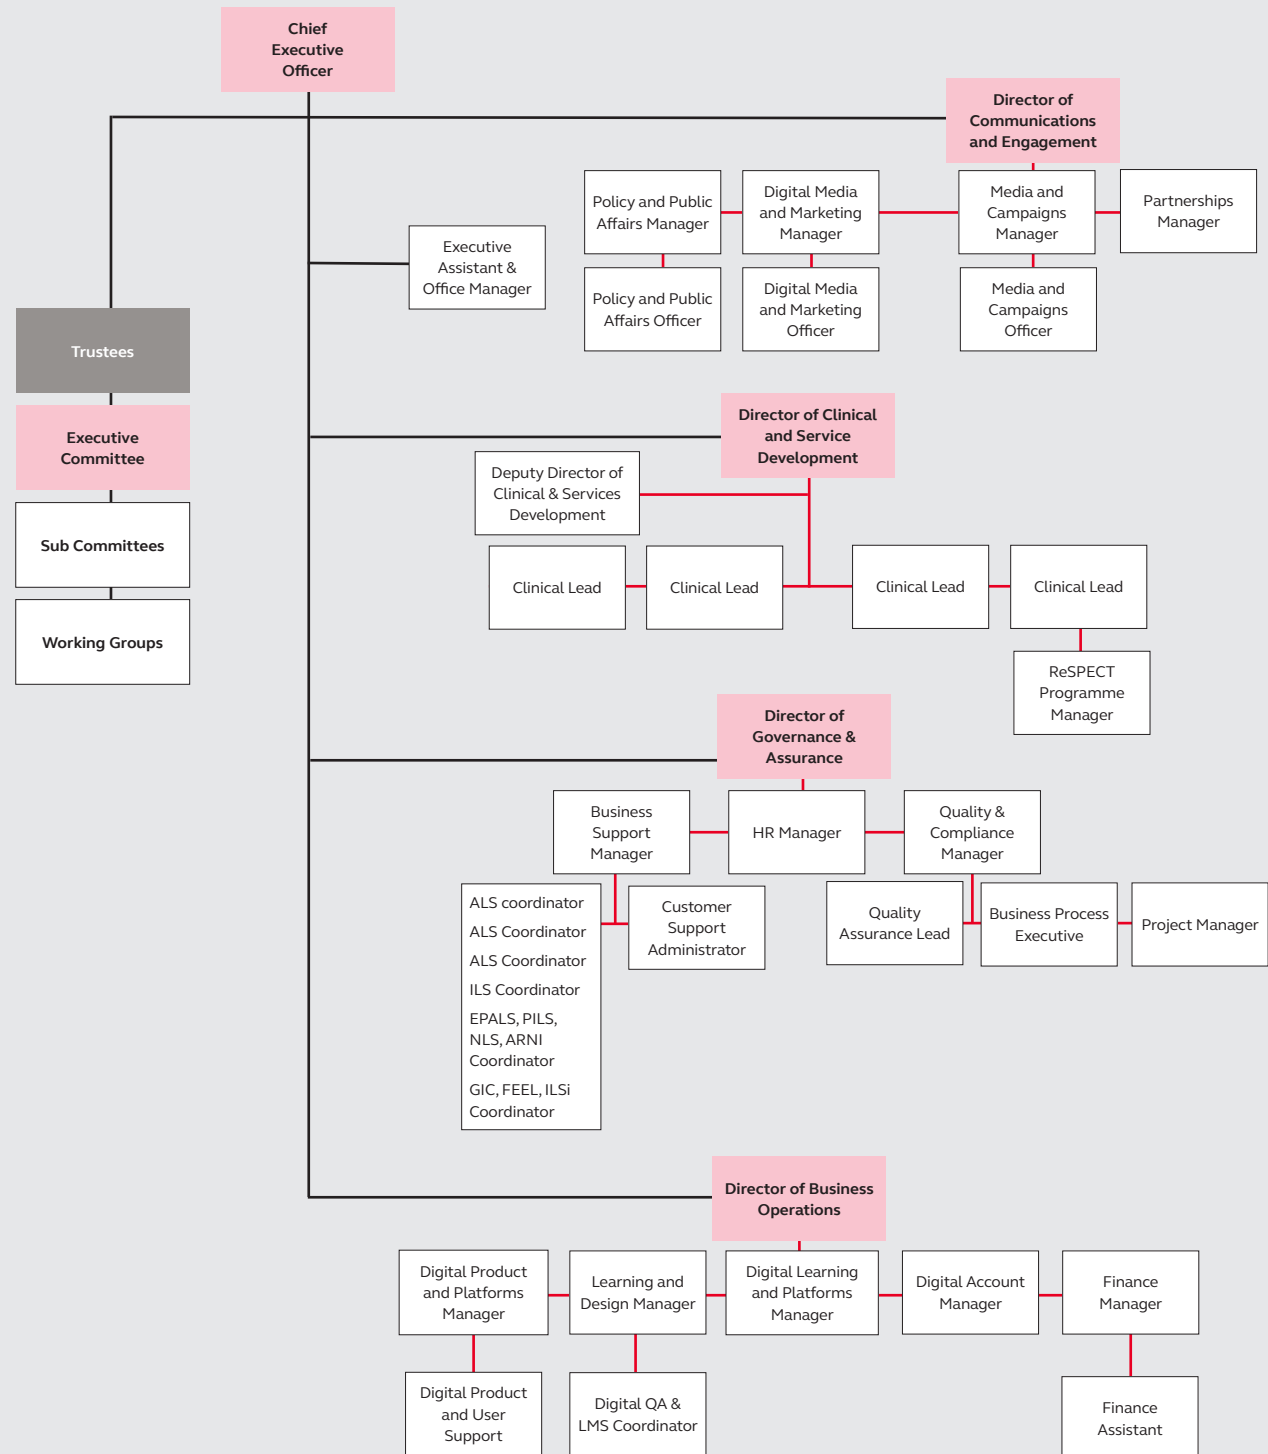 Chief
Executive
Officer
Director of
Communications
and Engagement
Policy and Public
Affairs Manager
Digital Media
and Marketing
Manager
Media and
Campaigns
Manager
Partnerships
Manager
Executive
Assistant &
Office Manager
Policy and Public
Affairs Officer
Digital Media
and Marketing
Officer
Media and
Campaigns
Officer
Trustees
Executive
Committee
Sub Committees
Working Groups
Director of Clinical
and Service
Development
Deputy Director of
Clinical & Services
Development
Clinical Lead
Clinical Lead
Clinical Lead
Clinical Lead
ReSPECT
Programme
Manager
Director of
Governance &
Assurance
Business
Support
Manager
HR Manager
Quality &
Compliance
Manager
ALS coordinator
ALS Coordinator
ALS Coordinator
ILS Coordinator
EPALS, PILS,
NLS, ARNI
Coordinator
GIC, FEEL, ILSi
Coordinator
Customer
Support
Administrator
Quality
Assurance Lead
Business Process
Executive
Project Manager
Director of Business
Operations
Digital Product
and Platforms
Manager
Learning and
Design Manager
Digital Learning
and Platforms
Manager
Digital Account
Manager
Finance
Manager
Digital Product
and User
Support
Digital QA &
LMS Coordinator
Finance
Assistant